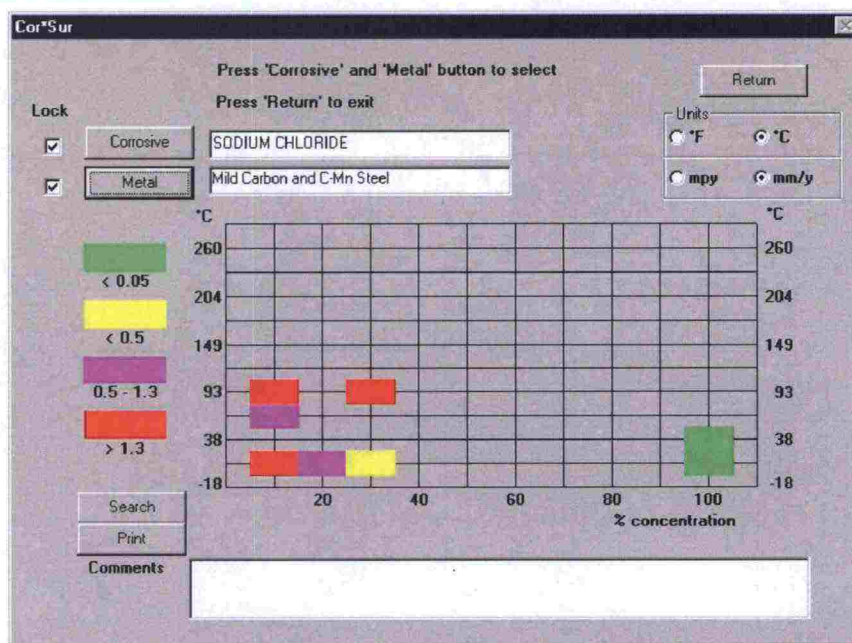 Cor*Sur
Press 'Corrosive' and 'Metal' button to select
Return
Press 'Return' to exit
Lock
Units
°F °C
Corrosive SODIUM CHLORIDE
Metal Mild Carbon and C-Mn Steel
mpy mm/y
°C °C
260 260
< 0.05
204 204
< 0.5
149 149
0.5 - 1.3
93 93
> 1.3
38 38
-18 -18
20 40 60 80 100
% concentration
Search
Print
Comments